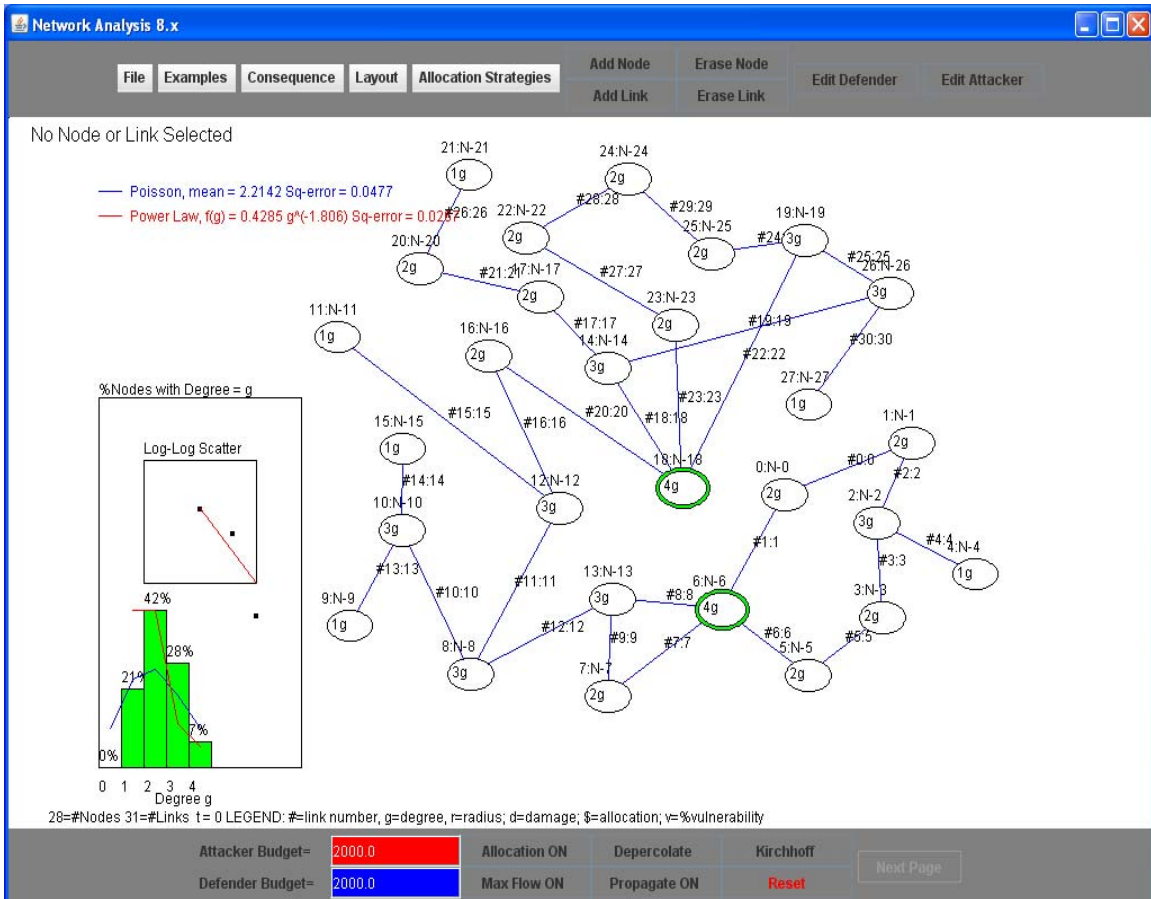 Network Analysis 8.x
File Examples Consequence Layout Allocation Strategies
Add Node Erase Node
Edit Defender Edit Attacker
Add Link Erase Link
No Node or Link Selected
Poisson, mean = 2.2142 Sq-error = 0.0477
Power Law, f(g) = 0.4285 g^(-1.806) Sq-error = 0.0267
21:N-21
1g
24:N-24
2g
#26:26
#28:28
#29:29
22:N-22
2g
19:N-19
3g
25:N-25
2g
#24
20:N-20
2g
#25:25
26:N-26
3g
#21:21
17:N-17
2g
#27:27
23:N-23
2g
11:N-11
1g
16:N-16
2g
#17:17
14:N-14
3g
#19:19
#22:22
#30:30
27:N-27
1g
#23:23
#15:15
#16:16
#20:20
#18:18
15:N-15
1g
1:N-1
2g
#0:0
18:N-18
4g
0:N-0
2g
#2:2
#14:14
12:N-12
3g
2:N-2
3g
10:N-10
3g
#1:1
#4:4
4:N-4
1g
#3:3
#13:13
#10:10
#11:11
13:N-13
3g
6:N-6
4g
#8:8
3:N-3
2g
9:N-9
1g
#12:12
#9:9
#7:7
#6:6
#5:5
8:N-8
3g
7:N-7
2g
5:N-5
2g
%Nodes with Degree = g
Log-Log Scatter
42%
28%
21%
7%
0%
0 1 2 3 4
Degree g
28=#Nodes 31=#Links t = 0 LEGEND: #=link number, g=degree, r=radius; d=damage; $=allocation; v=%vulnerability
Attacker Budget= 2000.0 Allocation ON Depercolate Kirchhoff
Next Page
Defender Budget= 2000.0 Max Flow ON Propagate ON Reset